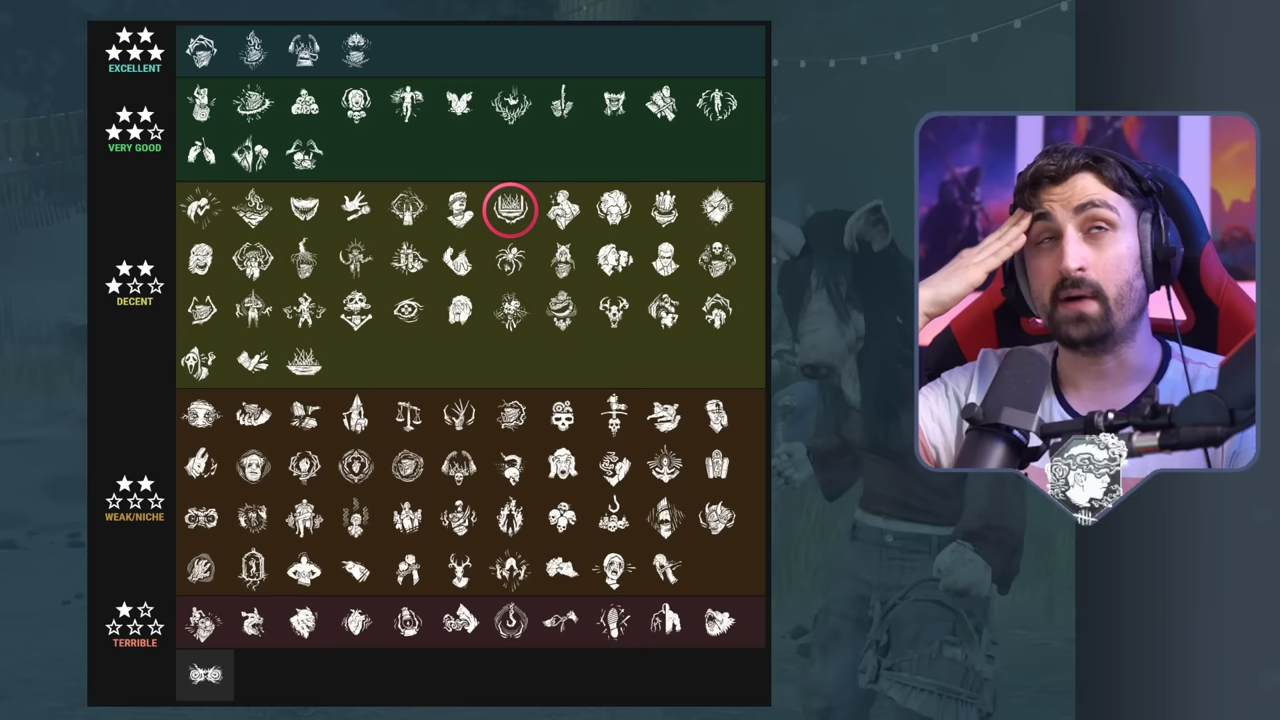 EXCELLENT
VERY GOOD
DECENT
WEAK/NICHE
TERRIBLE